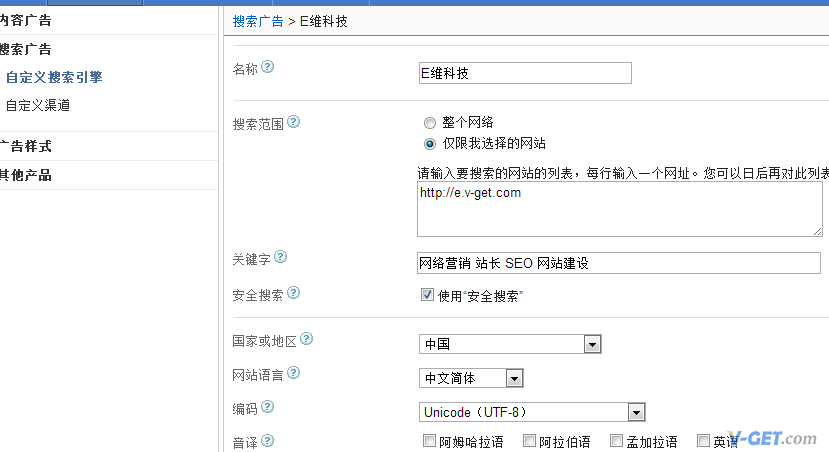 内容广告
搜索广告
自定义搜索引擎
自定义渠道
广告样式
其他产品
搜索广告 > E维科技
名称
E维科技
搜索范围
整个网络
仅限我选择的网站
请输入要搜索的网站的列表，每行输入一个网址。您可以日后再对此列表
http://e.v-get.com
关键字
网络营销 站长 SEO 网站建设
安全搜索
使用“安全搜索”
国家或地区
中国
网站语言
中文简体
编码
Unicode（UTF-8）
音译
阿姆哈拉语 阿拉伯语 孟加拉语 英语
V-GET.com